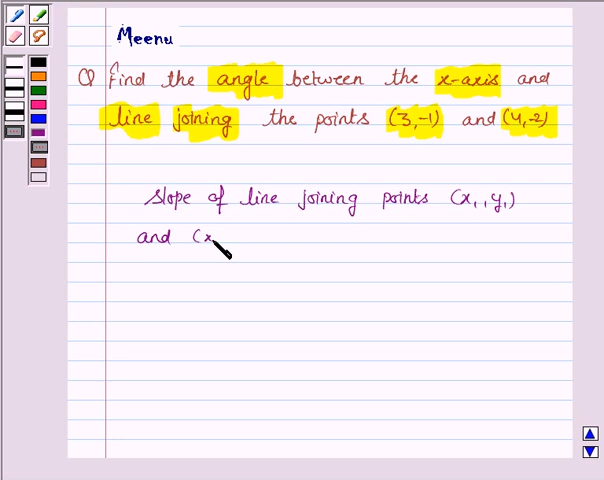 Meenu
Q Find the angle between the x-axis and
line joining the points (3,-1) and (4,-2)
Slope of line joining points (x₁, y₁)
and (x